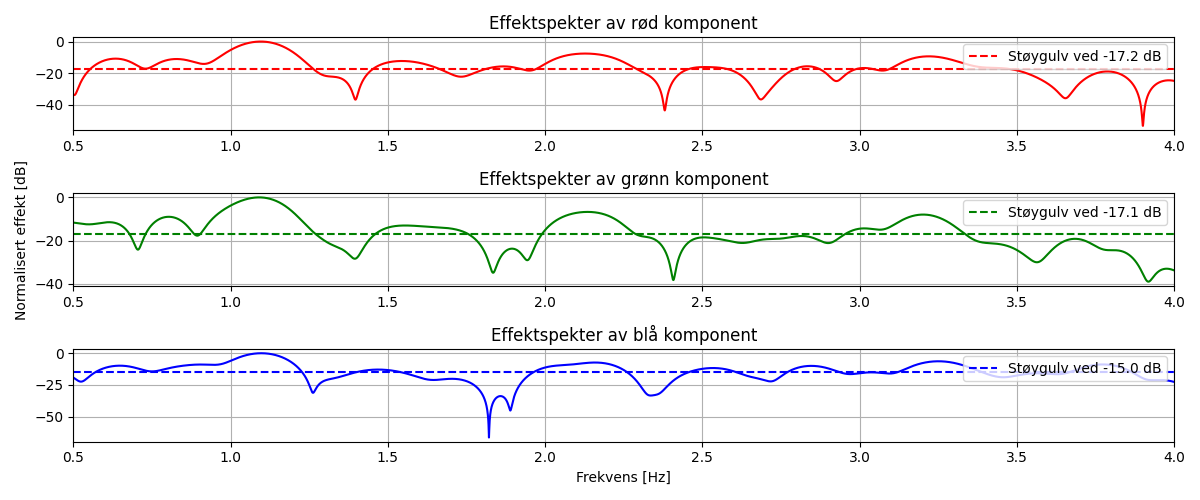 Effektspekter av rød komponent
0
−20
−40
Støygulv ved -17.2 dB
0.5 1.0 1.5 2.0 2.5 3.0 3.5 4.0
Effektspekter av grønn komponent
Normalisert effekt [dB]
0
−20
−40
Støygulv ved -17.1 dB
0.5 1.0 1.5 2.0 2.5 3.0 3.5 4.0
Effektspekter av blå komponent
0
−25
−50
Støygulv ved -15.0 dB
0.5 1.0 1.5 2.0 2.5 3.0 3.5 4.0
Frekvens [Hz]